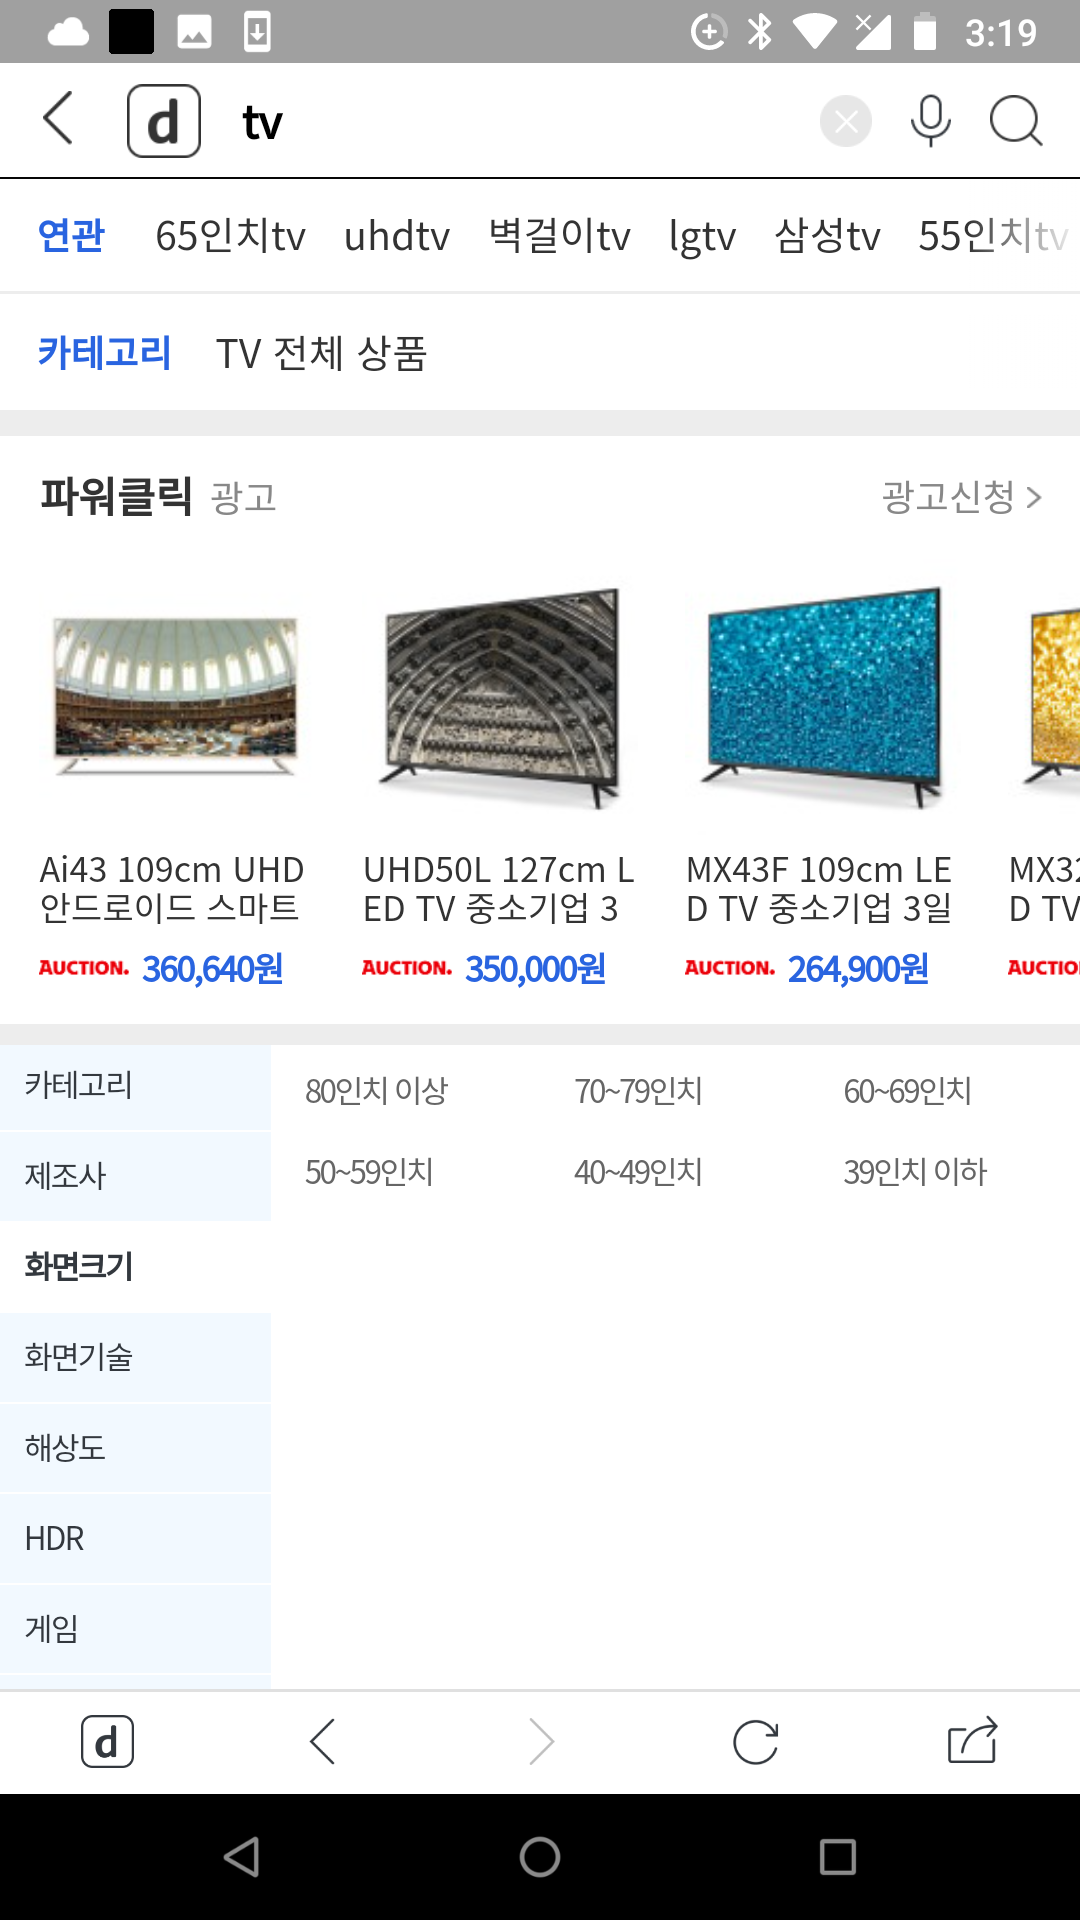 3:19
d tv
연관 65인치tv uhdtv 벽걸이tv lgtv 삼성tv 55인치tv
카테고리 TV 전체 상품
파워클릭 광고 광고신청
Ai43 109cm UHD
안드로이드 스마트
AUCTION. 360,640원
UHD50L 127cm L
ED TV 중소기업 3
AUCTION. 350,000원
MX43F 109cm LE
D TV 중소기업 3일
AUCTION. 264,900원
MX32
D TV
AUCTIO
카테고리
제조사
화면크기
화면기술
해상도
HDR
게임
80인치 이상 70~79인치 60~69인치
50~59인치 40~49인치 39인치 이하
d